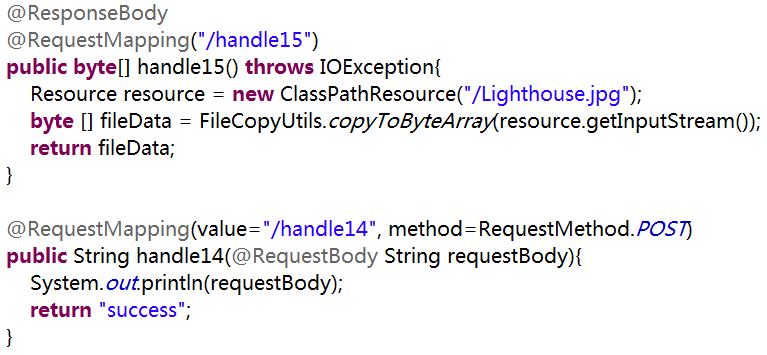 @ResponseBody
@RequestMapping("/handle15")
public byte[] handle15() throws IOException{
Resource resource = new ClassPathResource("/Lighthouse.jpg");
byte [] fileData = FileCopyUtils.copyToByteArray(resource.getInputStream());
return fileData;
}
@RequestMapping(value="/handle14", method=RequestMethod.POST)
public String handle14(@RequestBody String requestBody){
System.out.println(requestBody);
return "success";
}